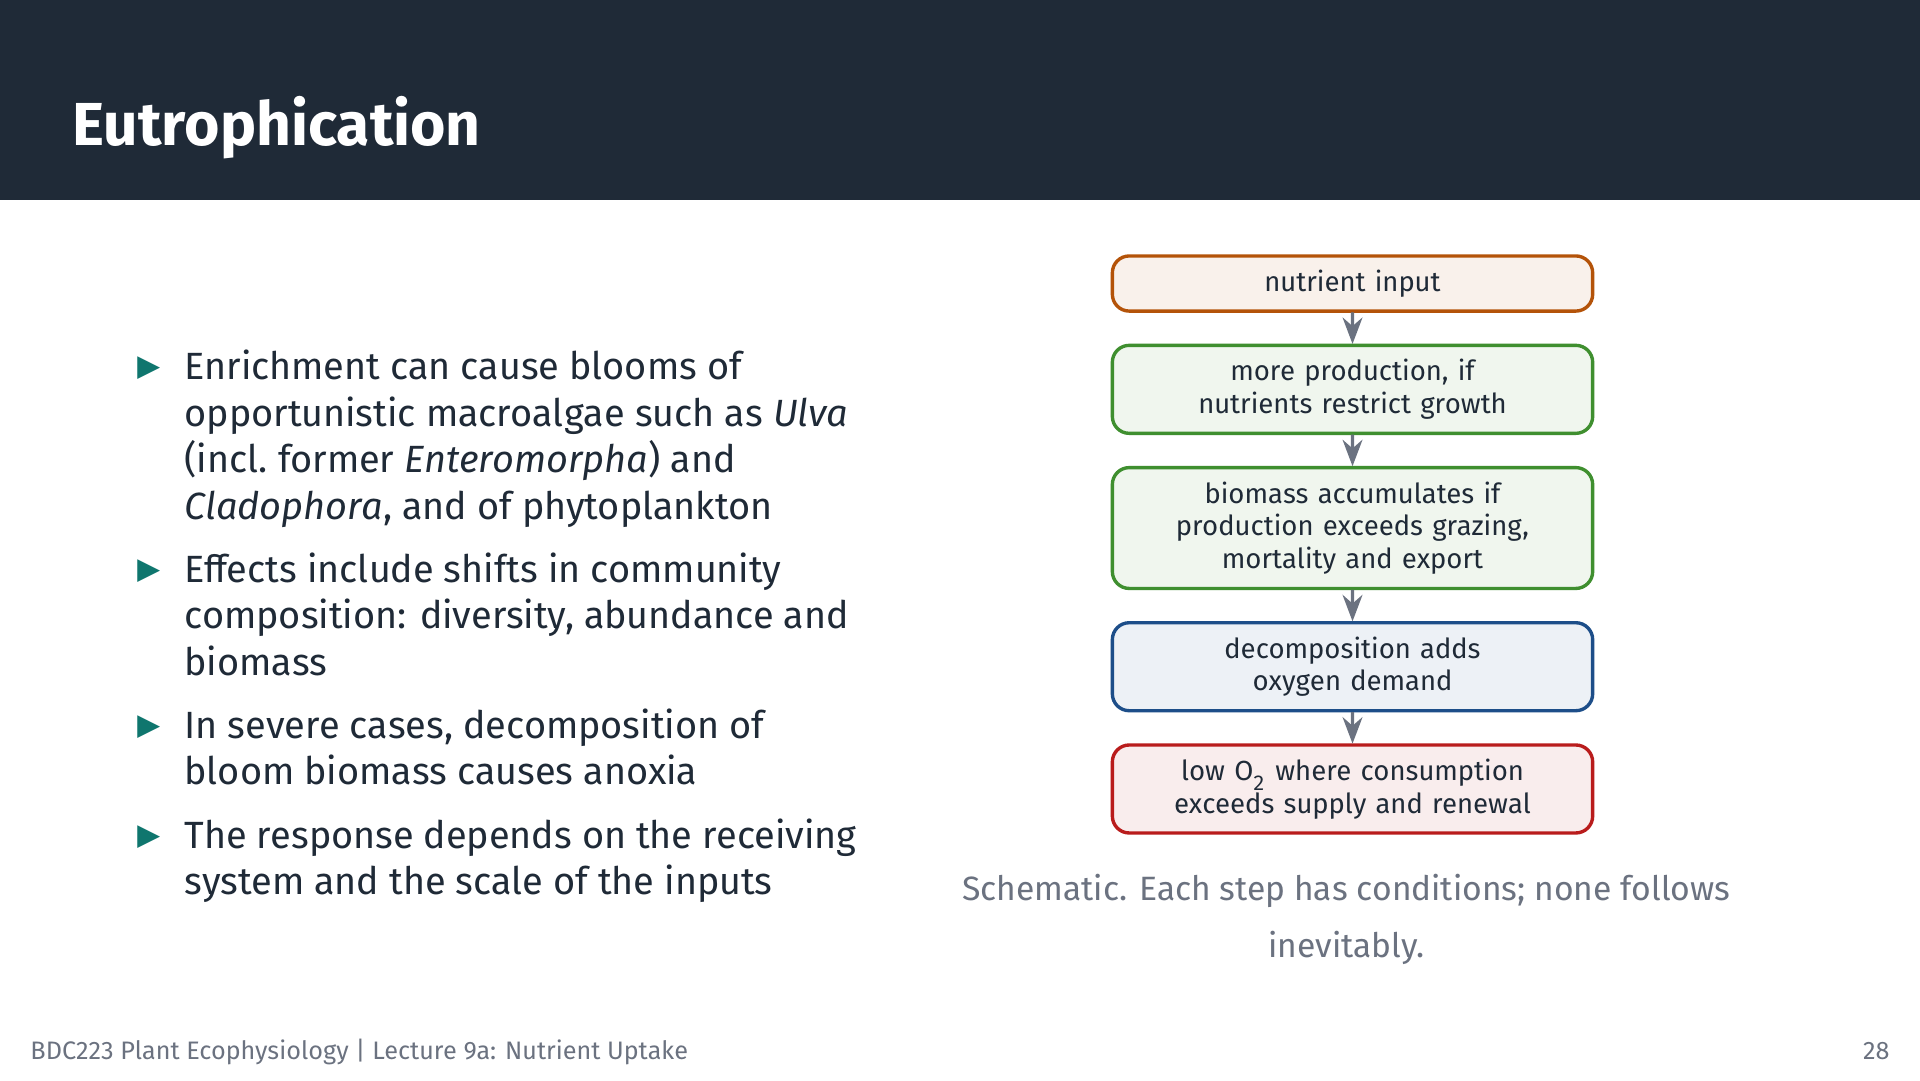 Eutrophication
► Enrichment can cause blooms of
opportunistic macroalgae such as Ulva
(incl. former Enteromorpha) and
Cladophora, and of phytoplankton
► Effects include shifts in community
composition: diversity, abundance and
biomass
► In severe cases, decomposition of
bloom biomass causes anoxia
► The response depends on the receiving
system and the scale of the inputs
nutrient input
more production, if
nutrients restrict growth
biomass accumulates if
production exceeds grazing,
mortality and export
decomposition adds
oxygen demand
low O₂ where consumption
exceeds supply and renewal
Schematic. Each step has conditions; none follows
inevitably.
BDC223 Plant Ecophysiology | Lecture 9a: Nutrient Uptake
28